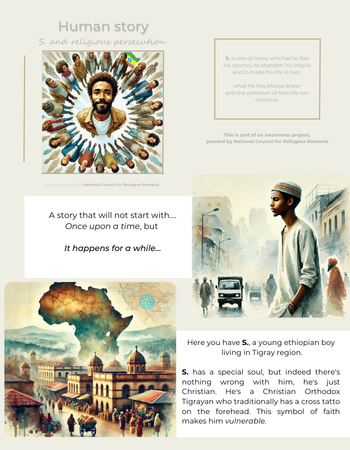 Human story
S. and religious persecution
S. is one of many who had to flee
his country, to abandon his origins
and to brake his life in two:
what he has always knew
and the unknown of how life can
continue.
This is part of an awareness project,
powerd by National Council for Refugees Romania
National Council for Refugees Romania
A story that will not start with....
Once upon a time, but
It happens for a while...
Here you have S., a young ethiopian boy
living in Tigray region.
S. has a special soul, but indeed there's
nothing wrong with him, he's just
Christian. He's a Christian Orthodox
Tigrayan who traditionally has a cross tatto
on the forehead. This symbol of faith
makes him vulnerable.